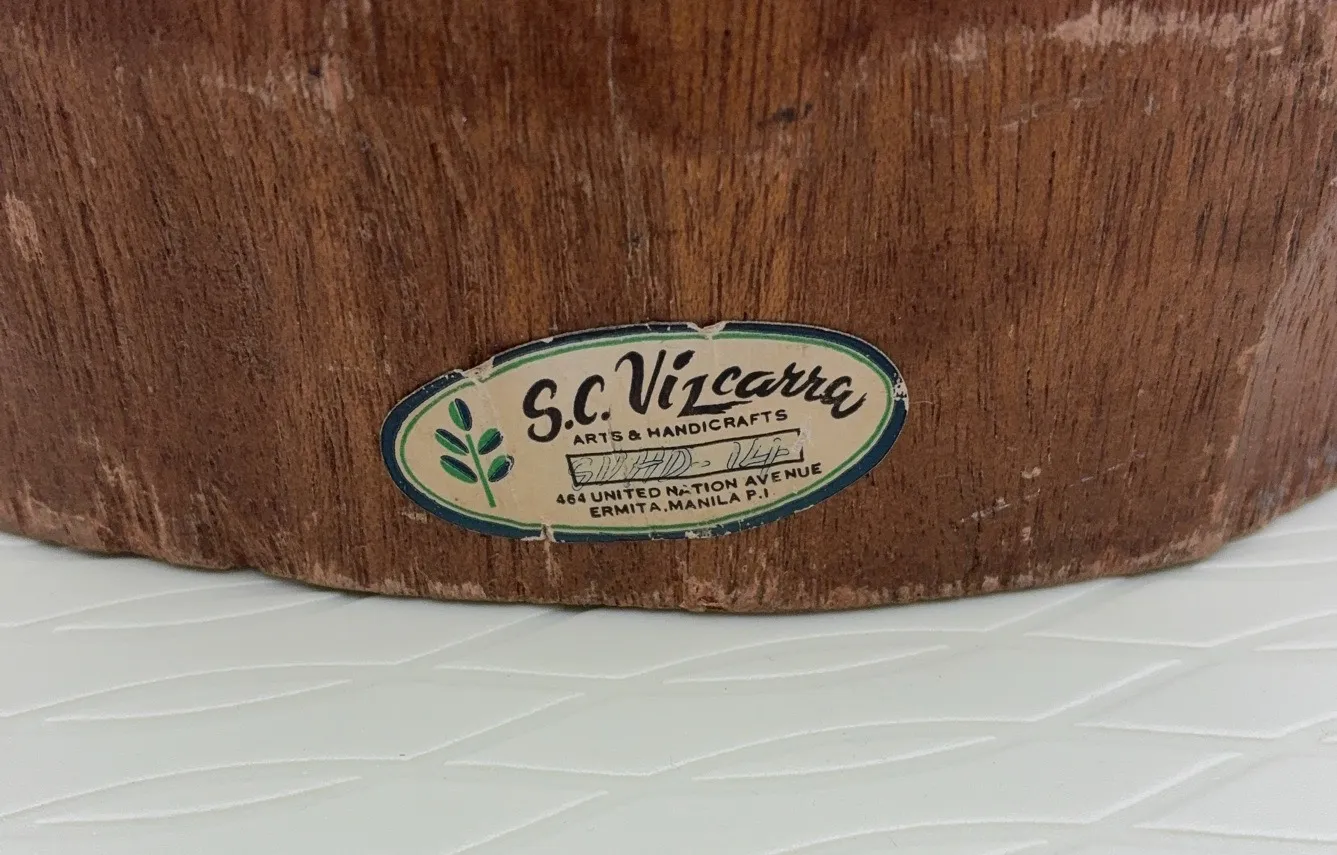 S.C. Vizcarra
ARTS & HANDICRAFTS
464 UNITED NATION AVENUE
ERMITA. MANILA P.I.